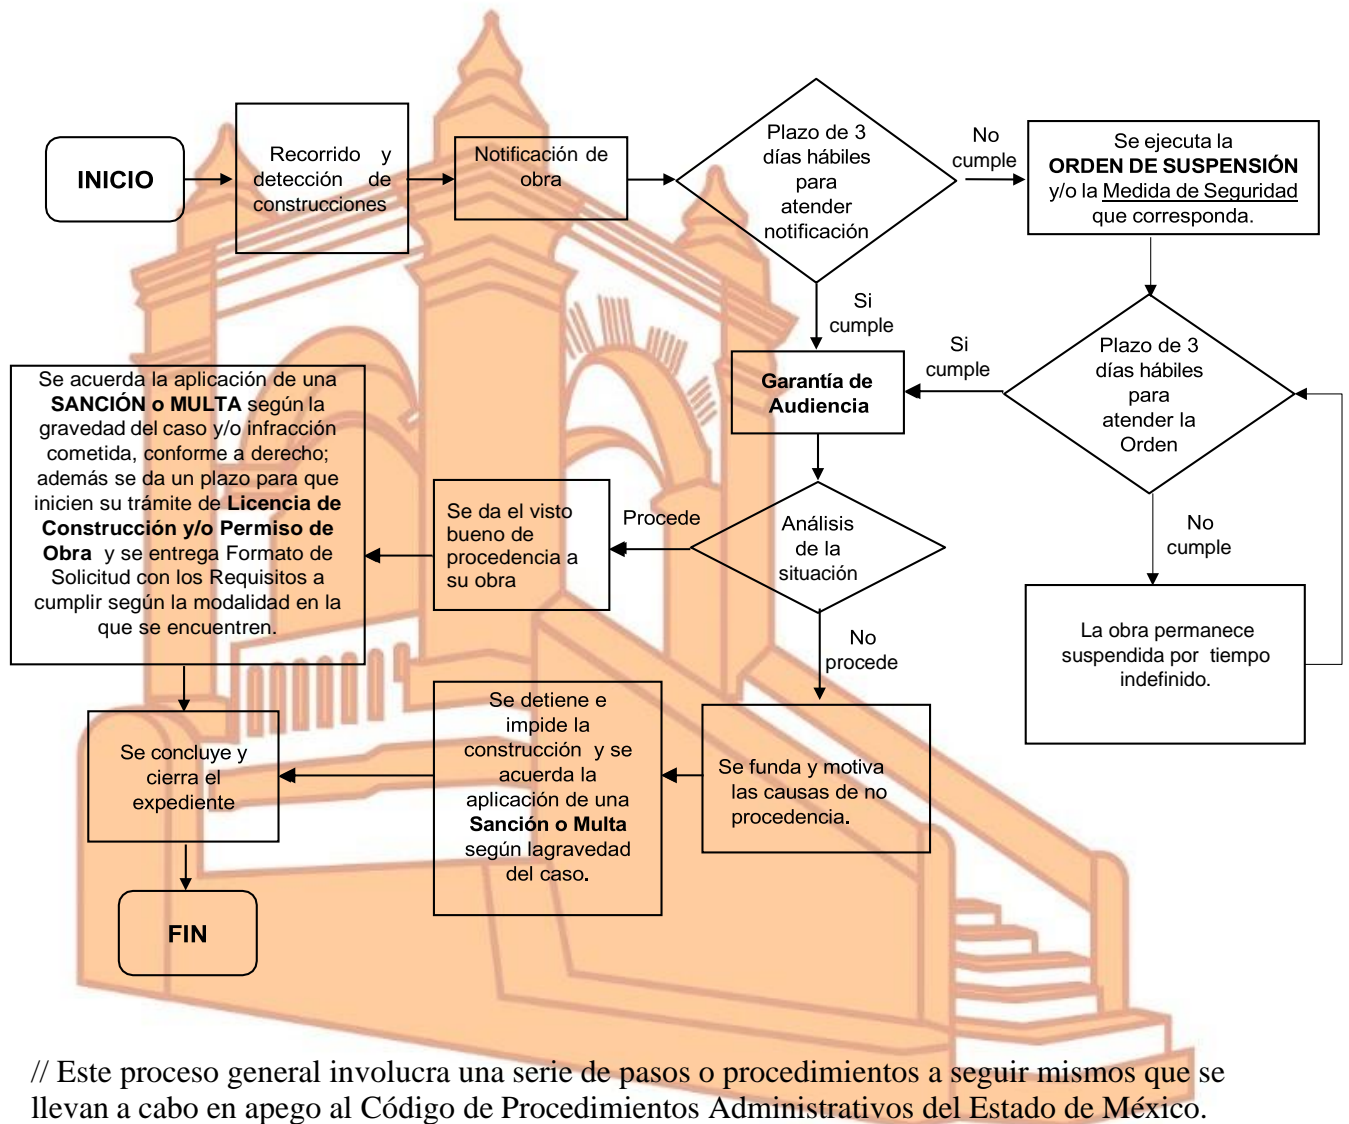 INICIO
Recorrido y
detección de
construcciones
Notificación de
obra
Plazo de 3
días hábiles
para
atender
notificación
No
cumple
Se ejecuta la
ORDEN DE SUSPENSIÓN
y/o la Medida de Seguridad
que corresponda.
Si
cumple
Garantía de
Audiencia
Si
cumple
Plazo de 3
días hábiles
para
atender la
Orden
No
cumple
La obra permanece
suspendida por tiempo
indefinido.
Análisis
de la
situación
Procede
Se da el visto
bueno de
procedencia a
su obra
Se acuerda la aplicación de una
SANCIÓN o MULTA según la
gravedad del caso y/o infracción
cometida, conforme a derecho;
además se da un plazo para que
inicien su trámite de Licencia de
Construcción y/o Permiso de
Obra y se entrega Formato de
Solicitud con los Requisitos a
cumplir según la modalidad en la
que se encuentren.
No
procede
Se funda y motiva
las causas de no
procedencia.
Se detiene e
impide la
construcción y se
acuerda la
aplicación de una
Sanción o Multa
según lagravedad
del caso.
Se concluye y
cierra el
expediente
FIN
// Este proceso general involucra una serie de pasos o procedimientos a seguir mismos que se
llevan a cabo en apego al Código de Procedimientos Administrativos del Estado de México.